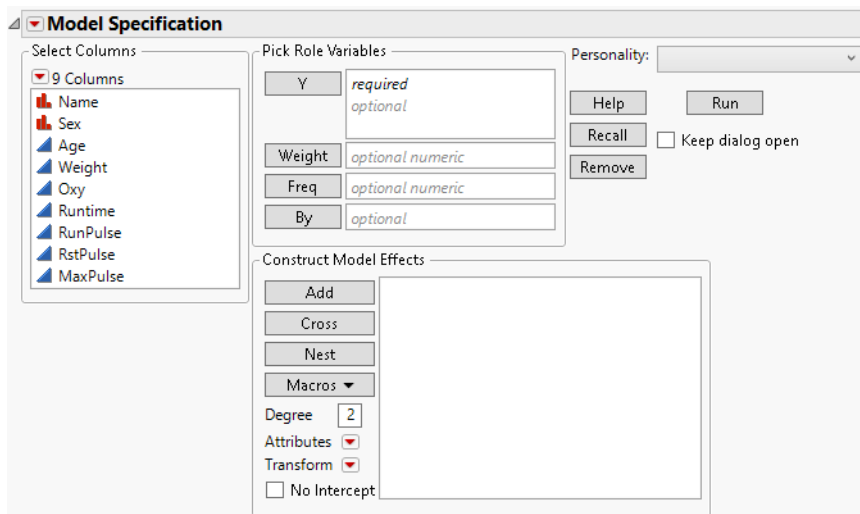 Model Specification
Select Columns
9 Columns
Name
Sex
Age
Weight
Oxy
Runtime
RunPulse
RstPulse
MaxPulse
Pick Role Variables
Y
required
optional
Weight
optional numeric
Freq
optional numeric
By
optional
Personality:
Help
Run
Recall
Keep dialog open
Remove
Construct Model Effects
Add
Cross
Nest
Macros
Degree 2
Attributes
Transform
No Intercept